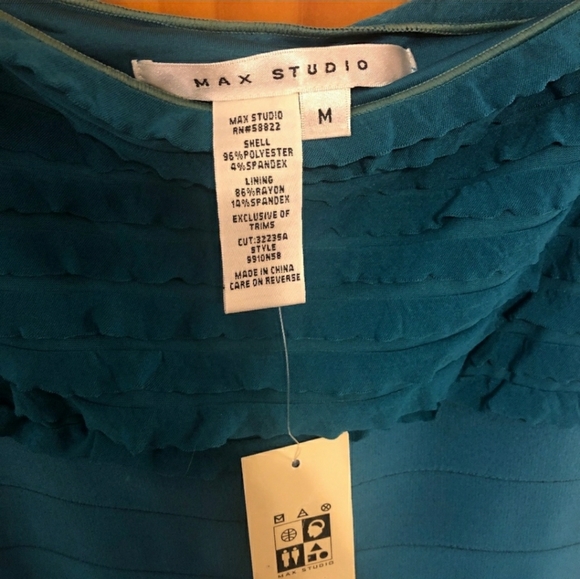 MAX STUDIO
M
MAX STUDIO
RN#58822
SHELL
96%POLYESTER
4%SPANDEX
LINING
86%RAYON
14%SPANDEX
EXCLUSIVE OF
TRIMS
CUT:32235A
STYLE
9910N58
MADE IN CHINA
CARE ON REVERSE
MAX STUDIO